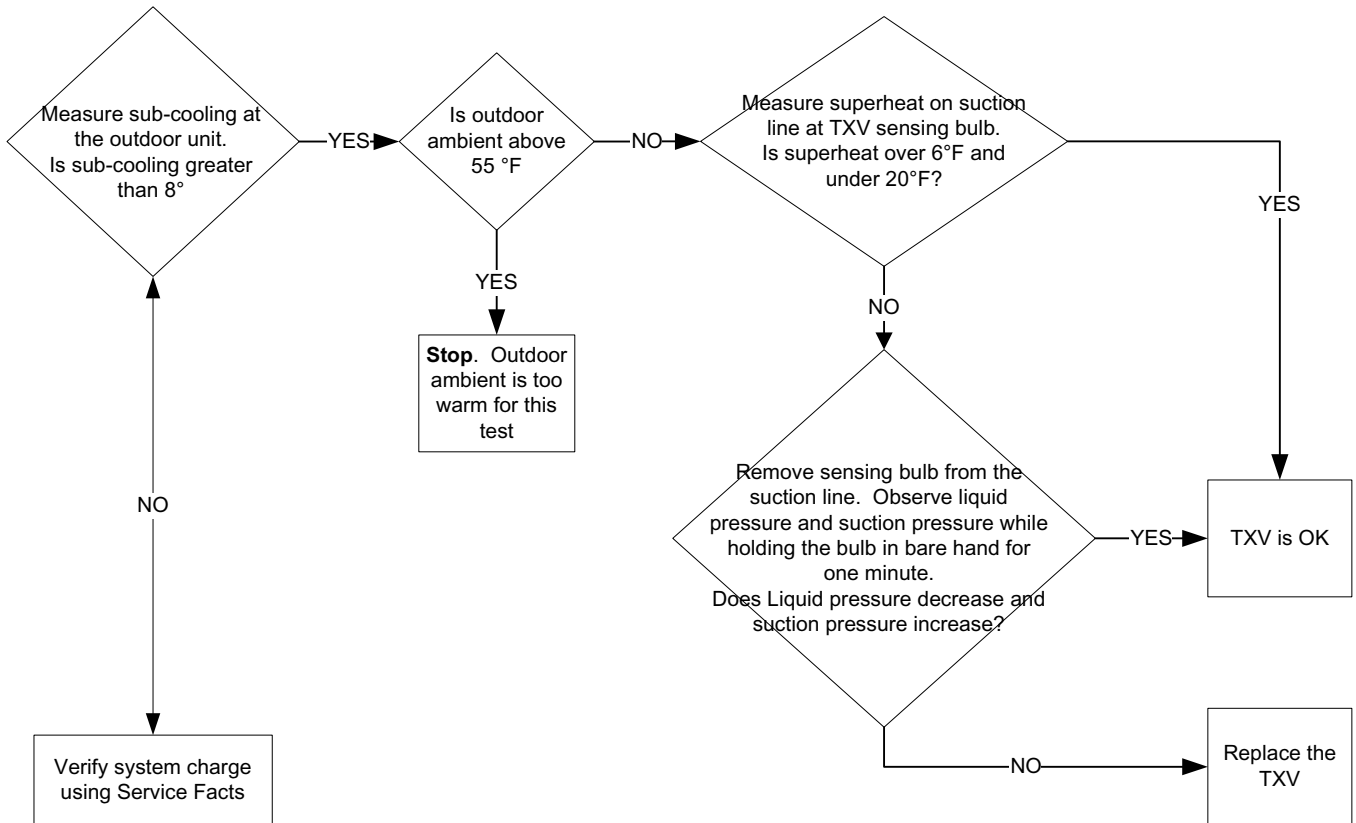 Measure sub-cooling at
the outdoor unit.
Is sub-cooling greater
than 8°
YES
Is outdoor
ambient above
55 °F
NO
Measure superheat on suction
line at TXV sensing bulb.
Is superheat over 6°F and
under 20°F?
YES
YES
Stop. Outdoor
ambient is too
warm for this
test
NO
Remove sensing bulb from the
suction line. Observe liquid
pressure and suction pressure while
holding the bulb in bare hand for
one minute.
Does Liquid pressure decrease and
suction pressure increase?
YES
TXV is OK
NO
Verify system charge
using Service Facts
NO
Replace the
TXV